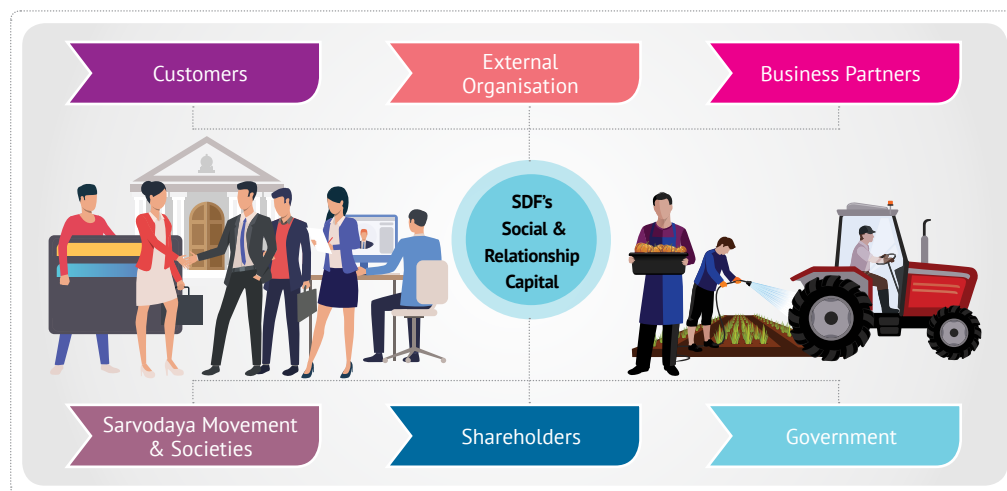 Customers
External
Organisation
Business Partners
SDF's
Social &
Relationship
Capital
Sarvodaya Movement
& Societies
Shareholders
Government